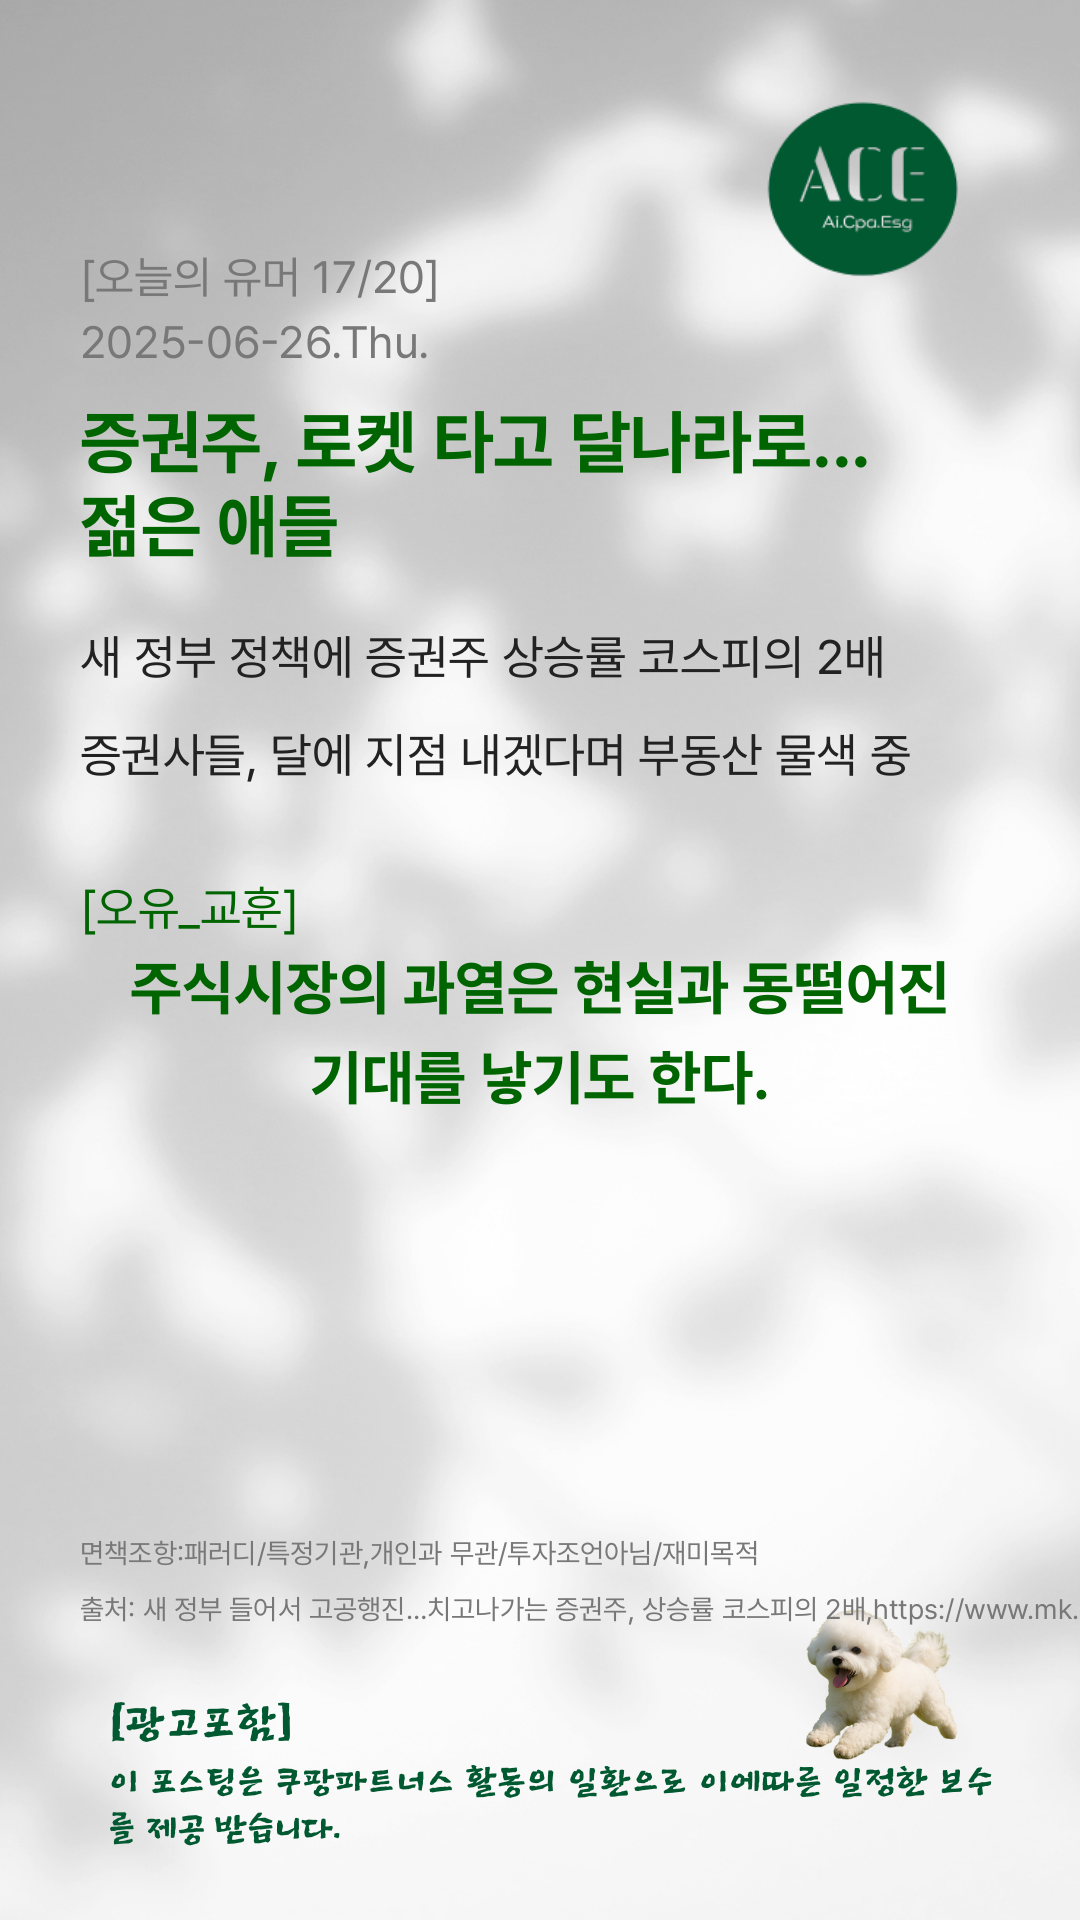 ACE
Ai.Cpa.Esg
[오늘의 유머 17/20]
2025-06-26.Thu.
증권주, 로켓 타고 달나라로...
젊은 애들
새 정부 정책에 증권주 상승률 코스피의 2배
증권사들, 달에 지점 내겠다며 부동산 물색 중
[오유_교훈]
주식시장의 과열은 현실과 동떨어진
기대를 낳기도 한다.
면책조항:패러디/특정기관,개인과 무관/투자조언아님/재미목적
출처: 새 정부 들어서 고공행진...치고나가는 증권주, 상승률 코스피의 2배,https://www.mk.
[광고포함]
이 포스팅은 쿠팡파트너스 활동의 일환으로 이에따른 일정한 보수
를 제공 받습니다.